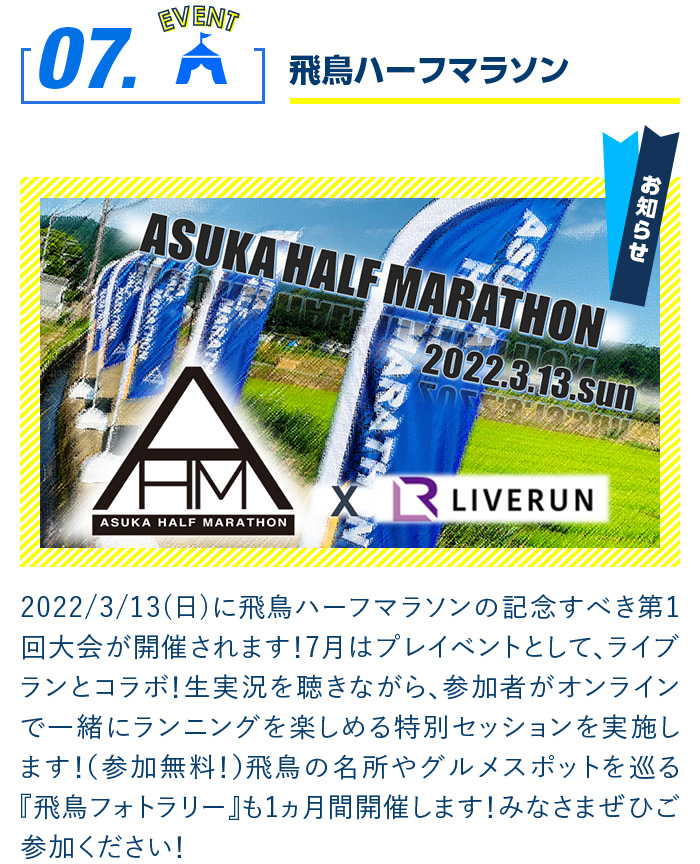 EVENT
07.
飛鳥ハーフマラソン
お知らせ
ASUKA HALF MARATHON
2022.3.13.sun
AHM
ASUKA HALF MARATHON
X
LR LIVERUN
2022/3/13(日)に飛鳥ハーフマラソンの記念すべき第1
回大会が開催されます!7月はプレイベントとして、ライブ
ランとコラボ!生実況を聴きながら、参加者がオンライン
で一緒にランニングを楽しめる特別セッションを実施し
ます!(参加無料!)飛鳥の名所やグルメスポットを巡る
『飛鳥フォトラリー』も1ヵ月間開催します!みなさまぜひご
参加ください!